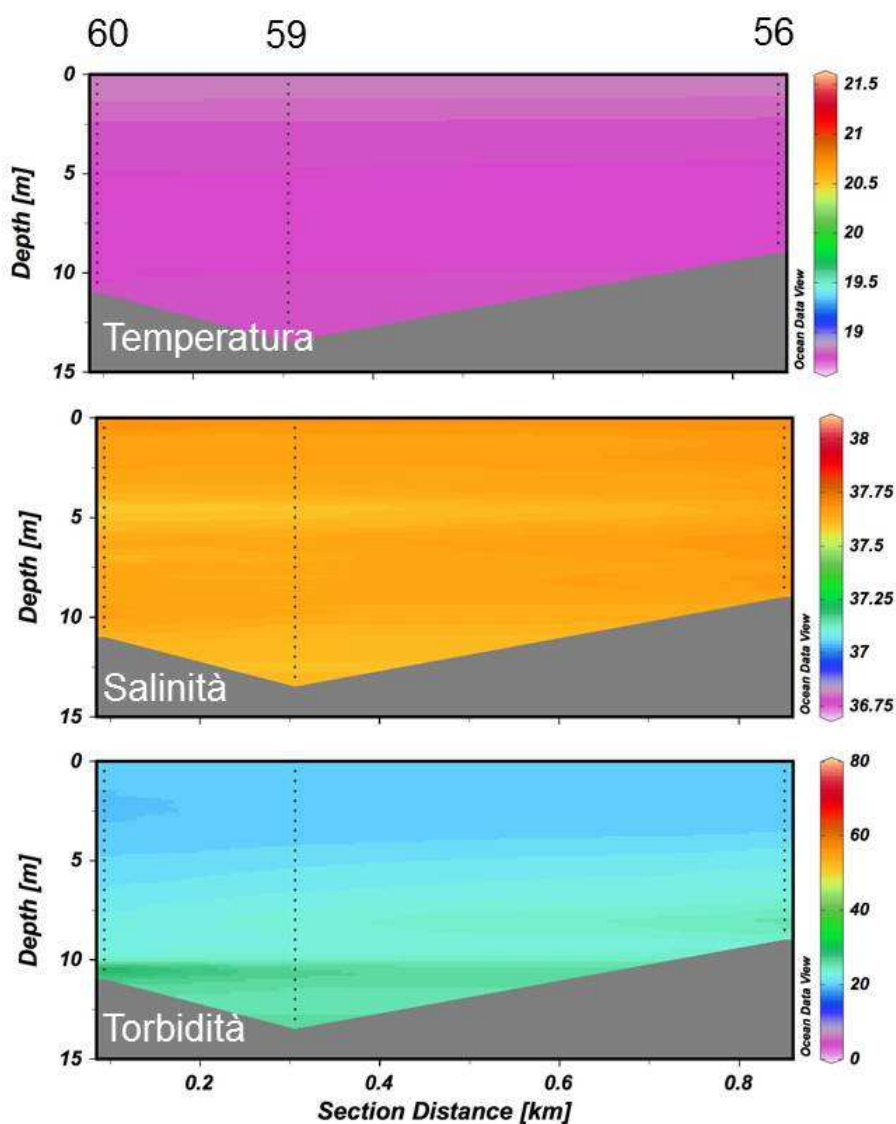 60 59 56
0
5
10
15
Depth [m]
Temperatura
Ocean Data View
21.5
21
20.5
20
19.5
19
0
5
10
15
Depth [m]
Salinità
Ocean Data View
38
37.75
37.5
37.25
37
36.75
0
5
10
15
Depth [m]
Torbidità
Ocean Data View
80
60
40
20
0
0.2 0.4 0.6 0.8
Section Distance [km]